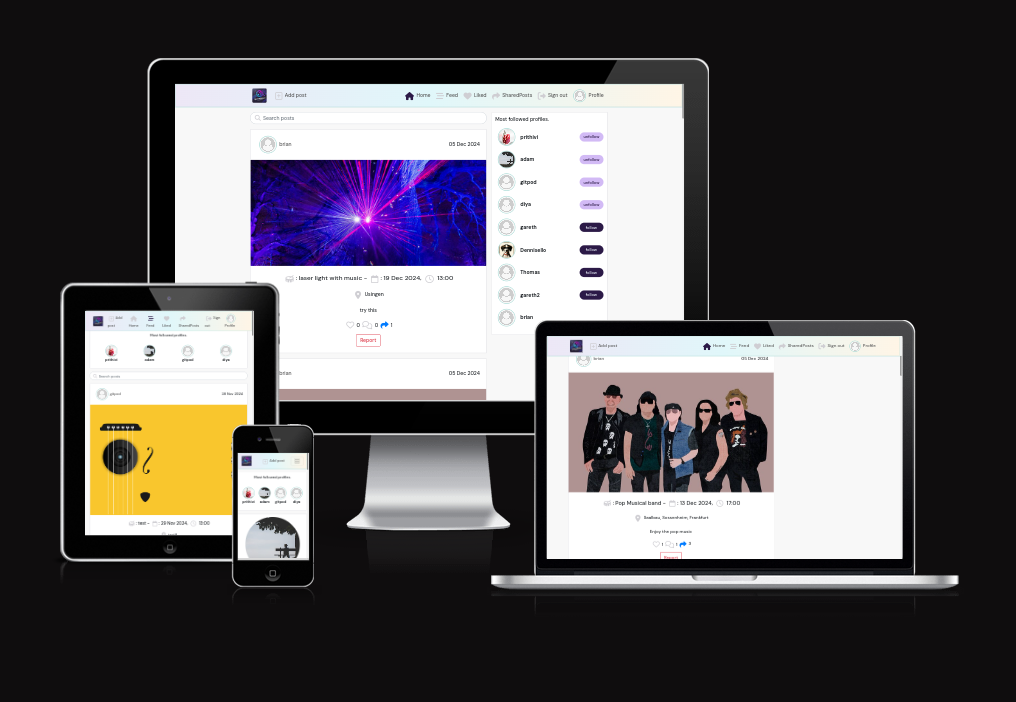 Add post
Home
Feed
Liked
SharedPosts
Sign out
Profile
Search posts
brian
05 Dec 2024
: laser light with music -
: 19 Dec 2024,
13:00
Usingen
try this
0
0
1
Report
brian
05 Dec 2024
Most followed profiles.
prithivi
unfollow
adam
unfollow
gitpod
unfollow
diya
unfollow
gareth
follow
Dennisello
follow
Thomas
follow
gareth2
follow
brian
Add
post
Home
Feed
Liked
SharedPosts
Sign
out
Profile
Most followed profiles.
prithivi
adam
gitpod
diya
Search posts
gitpod
28 Nov 2024
: 29 Nov 2024,
Add post
Most followed profiles.
prithivi
adam
gitpod
diya
Add post
Home
Feed
Liked
SharedPosts
Sign out
Profile
brian
05 Dec 2024
: Pop Musical band -
: 13 Dec 2024,
17:00
Saalbau, Rossenheim, Frankfurt
Enjoy the pop music
1
1
3
Report